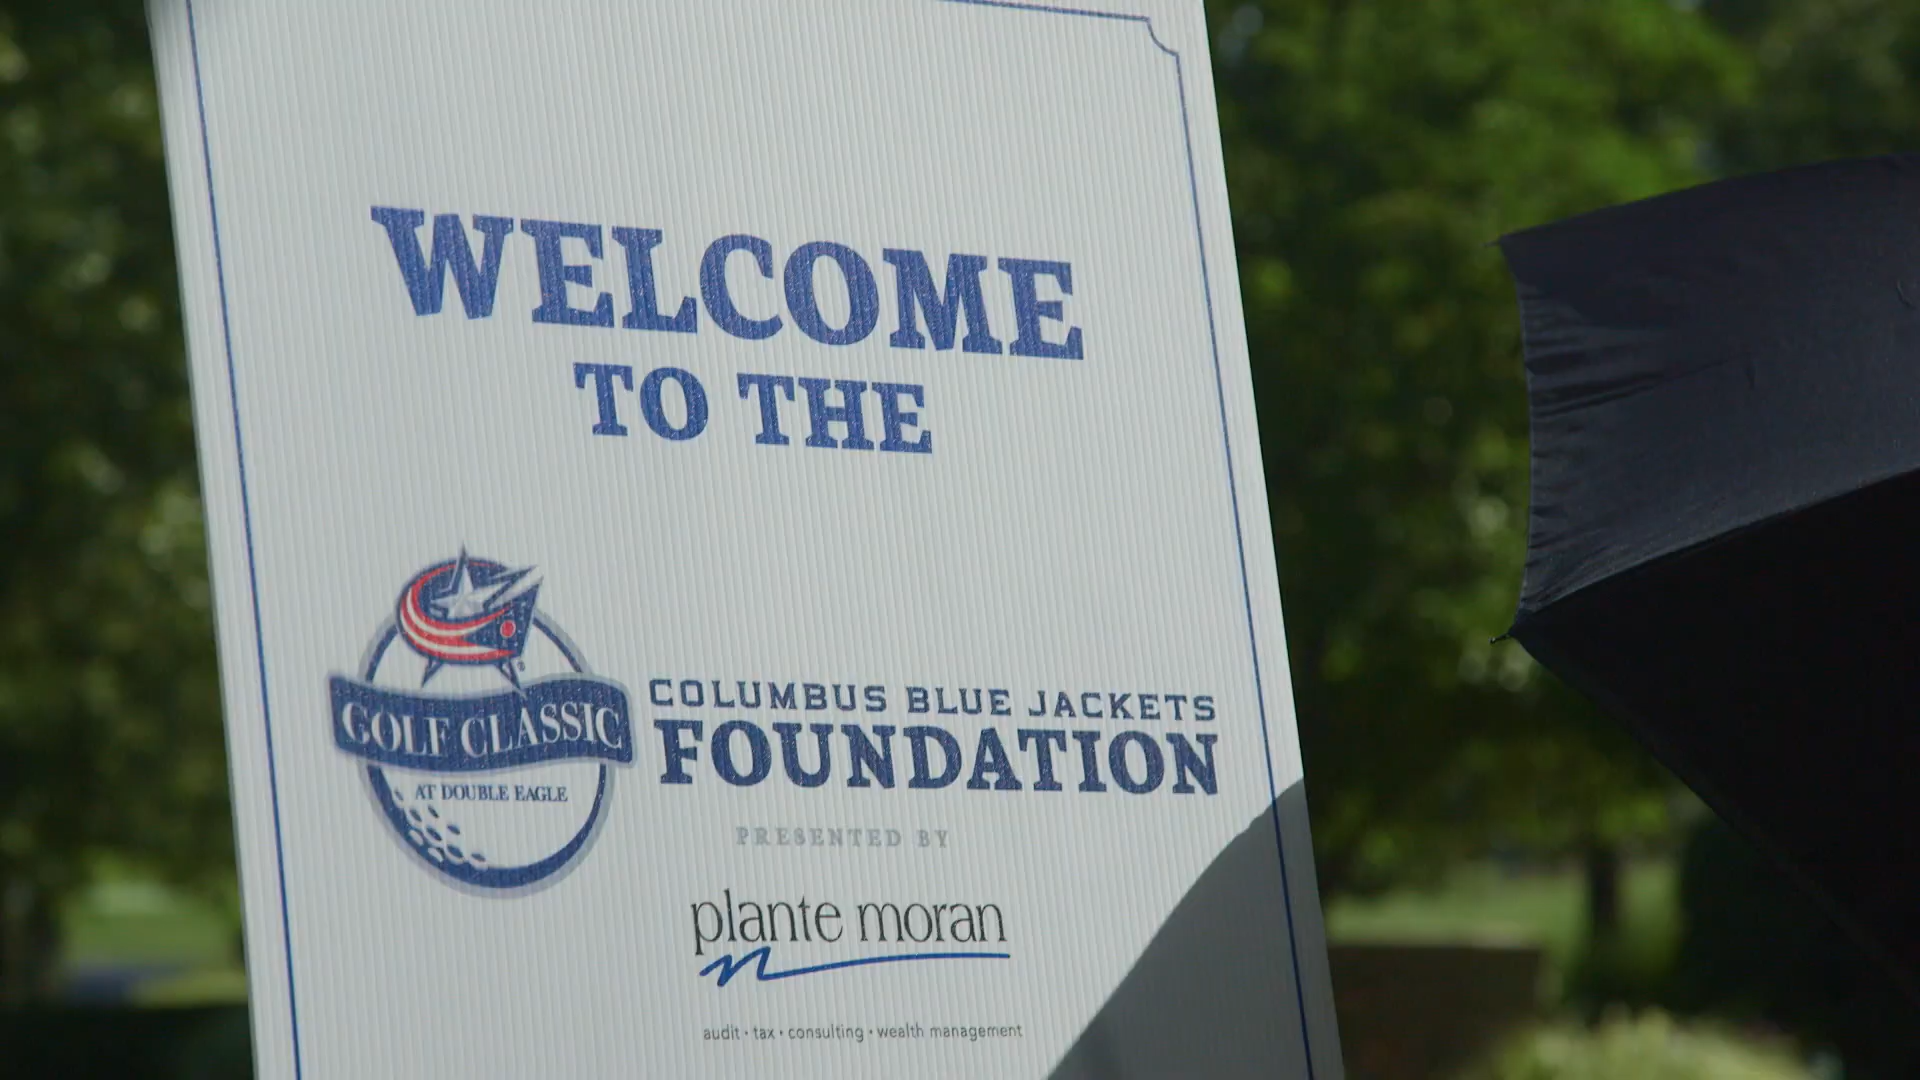 WELCOME
TO THE
GOLF CLASSIC
AT DOUBLE EAGLE
COLUMBUS BLUE JACKETS
FOUNDATION
PRESENTED BY
plante moran
audit · tax · consulting · wealth management